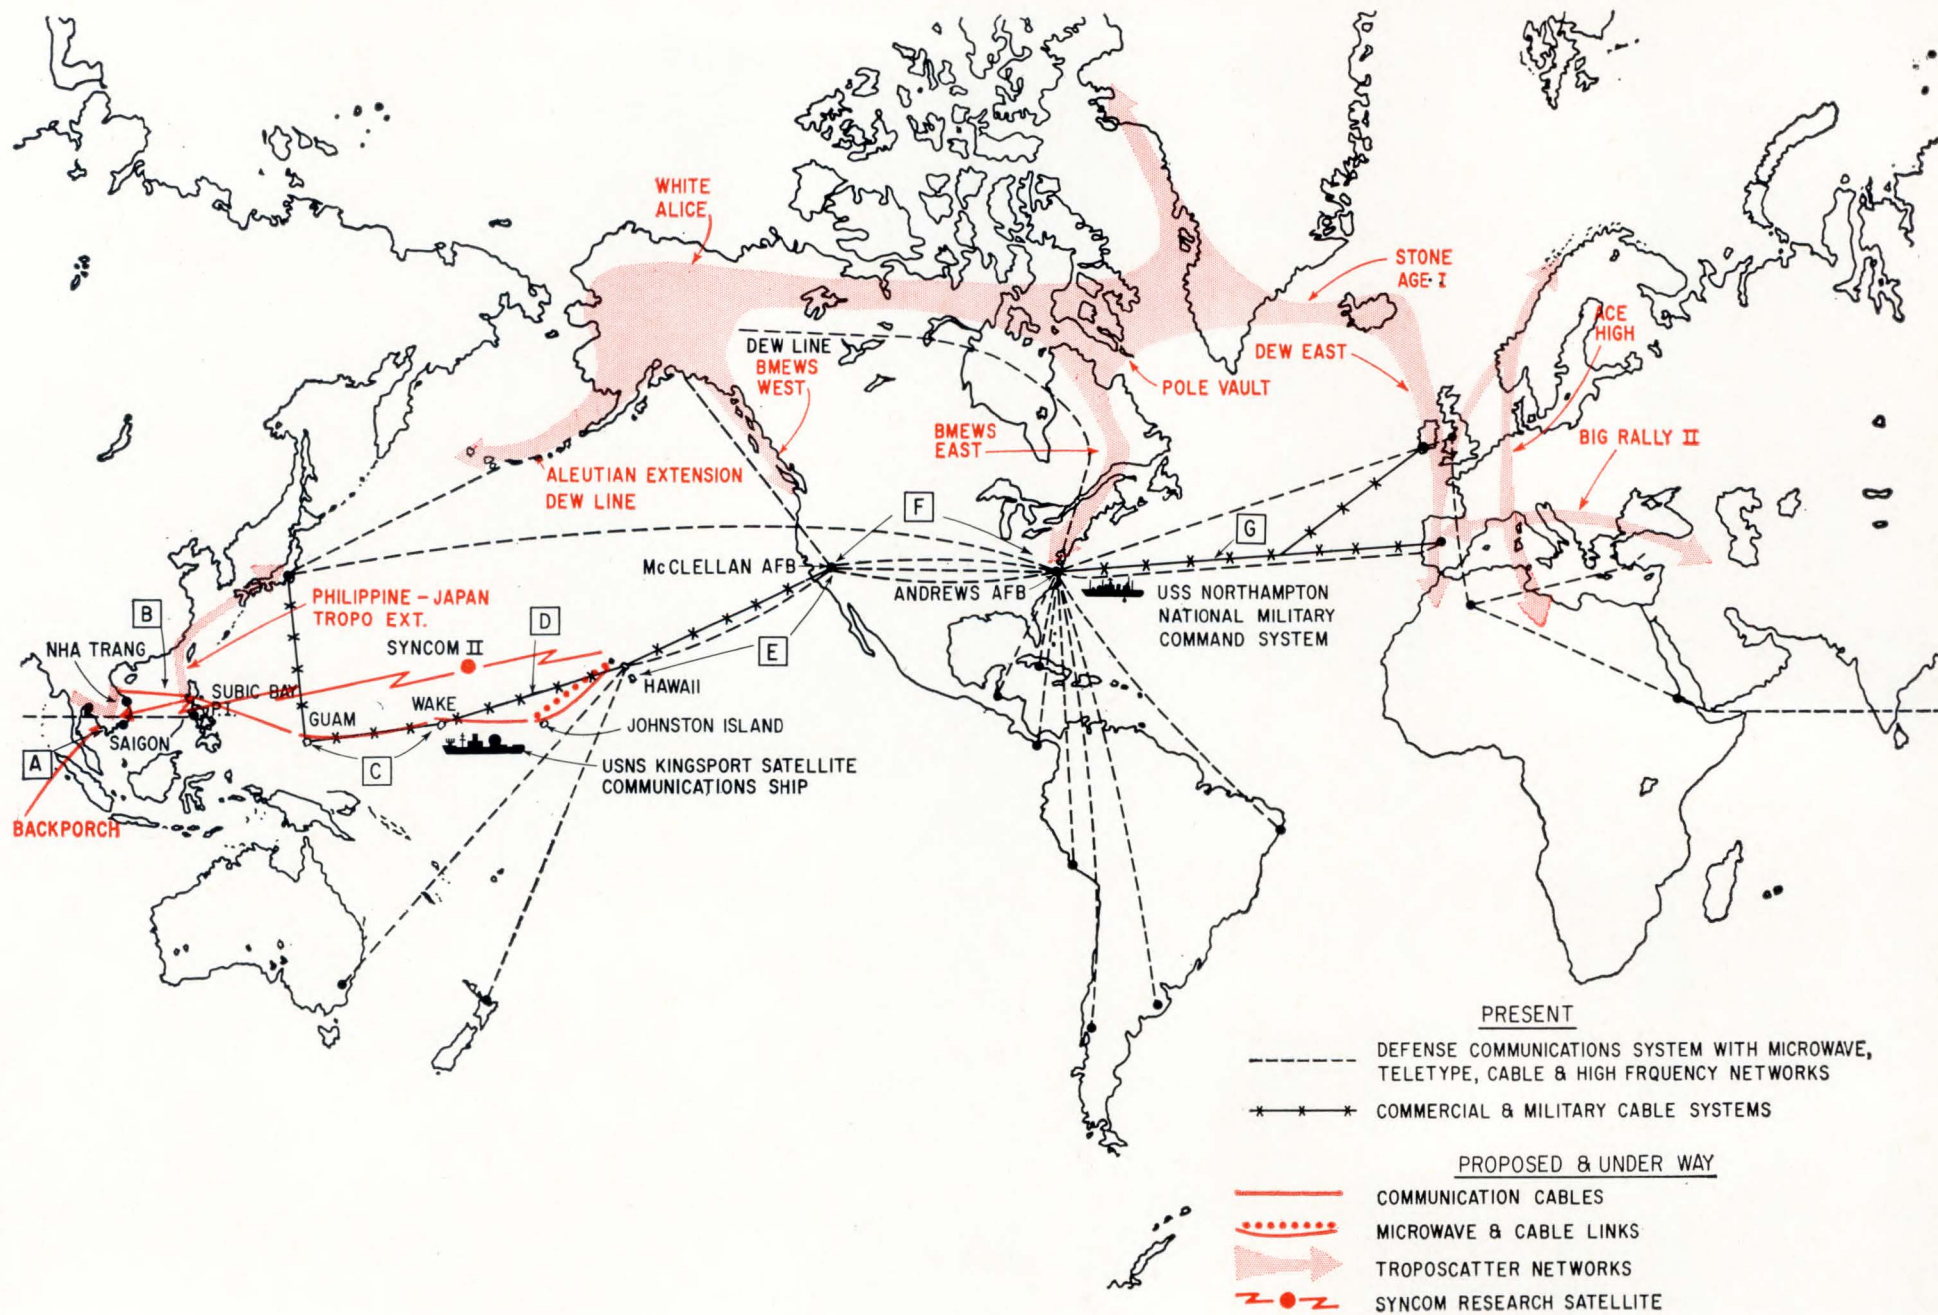 WHITE
ALICE
STONE
AGE I
ACE
HIGH
DEW LINE
BMEWS
WEST
DEW EAST
POLE VAULT
BMEWS
EAST
BIG RALLY II
ALEUTIAN EXTENSION
DEW LINE
F
G
McCLELLAN AFB
ANDREWS AFB
USS NORTHAMPTON
NATIONAL MILITARY
COMMAND SYSTEM
PHILIPPINE-JAPAN
TROPO EXT.
B
D
E
NHA TRANG
SYNCOM II
SUBIC BAY
P.I.
HAWAII
WAKE
GUAM
JOHNSTON ISLAND
SAIGON
A
C
USNS KINGSPORT SATELLITE
COMMUNICATIONS SHIP
BACKPORCH
PRESENT
DEFENSE COMMUNICATIONS SYSTEM WITH MICROWAVE,
TELETYPE, CABLE & HIGH FRQUENCY NETWORKS
COMMERCIAL & MILITARY CABLE SYSTEMS
PROPOSED & UNDER WAY
COMMUNICATION CABLES
MICROWAVE & CABLE LINKS
TROPOSCATTER NETWORKS
SYNCOM RESEARCH SATELLITE